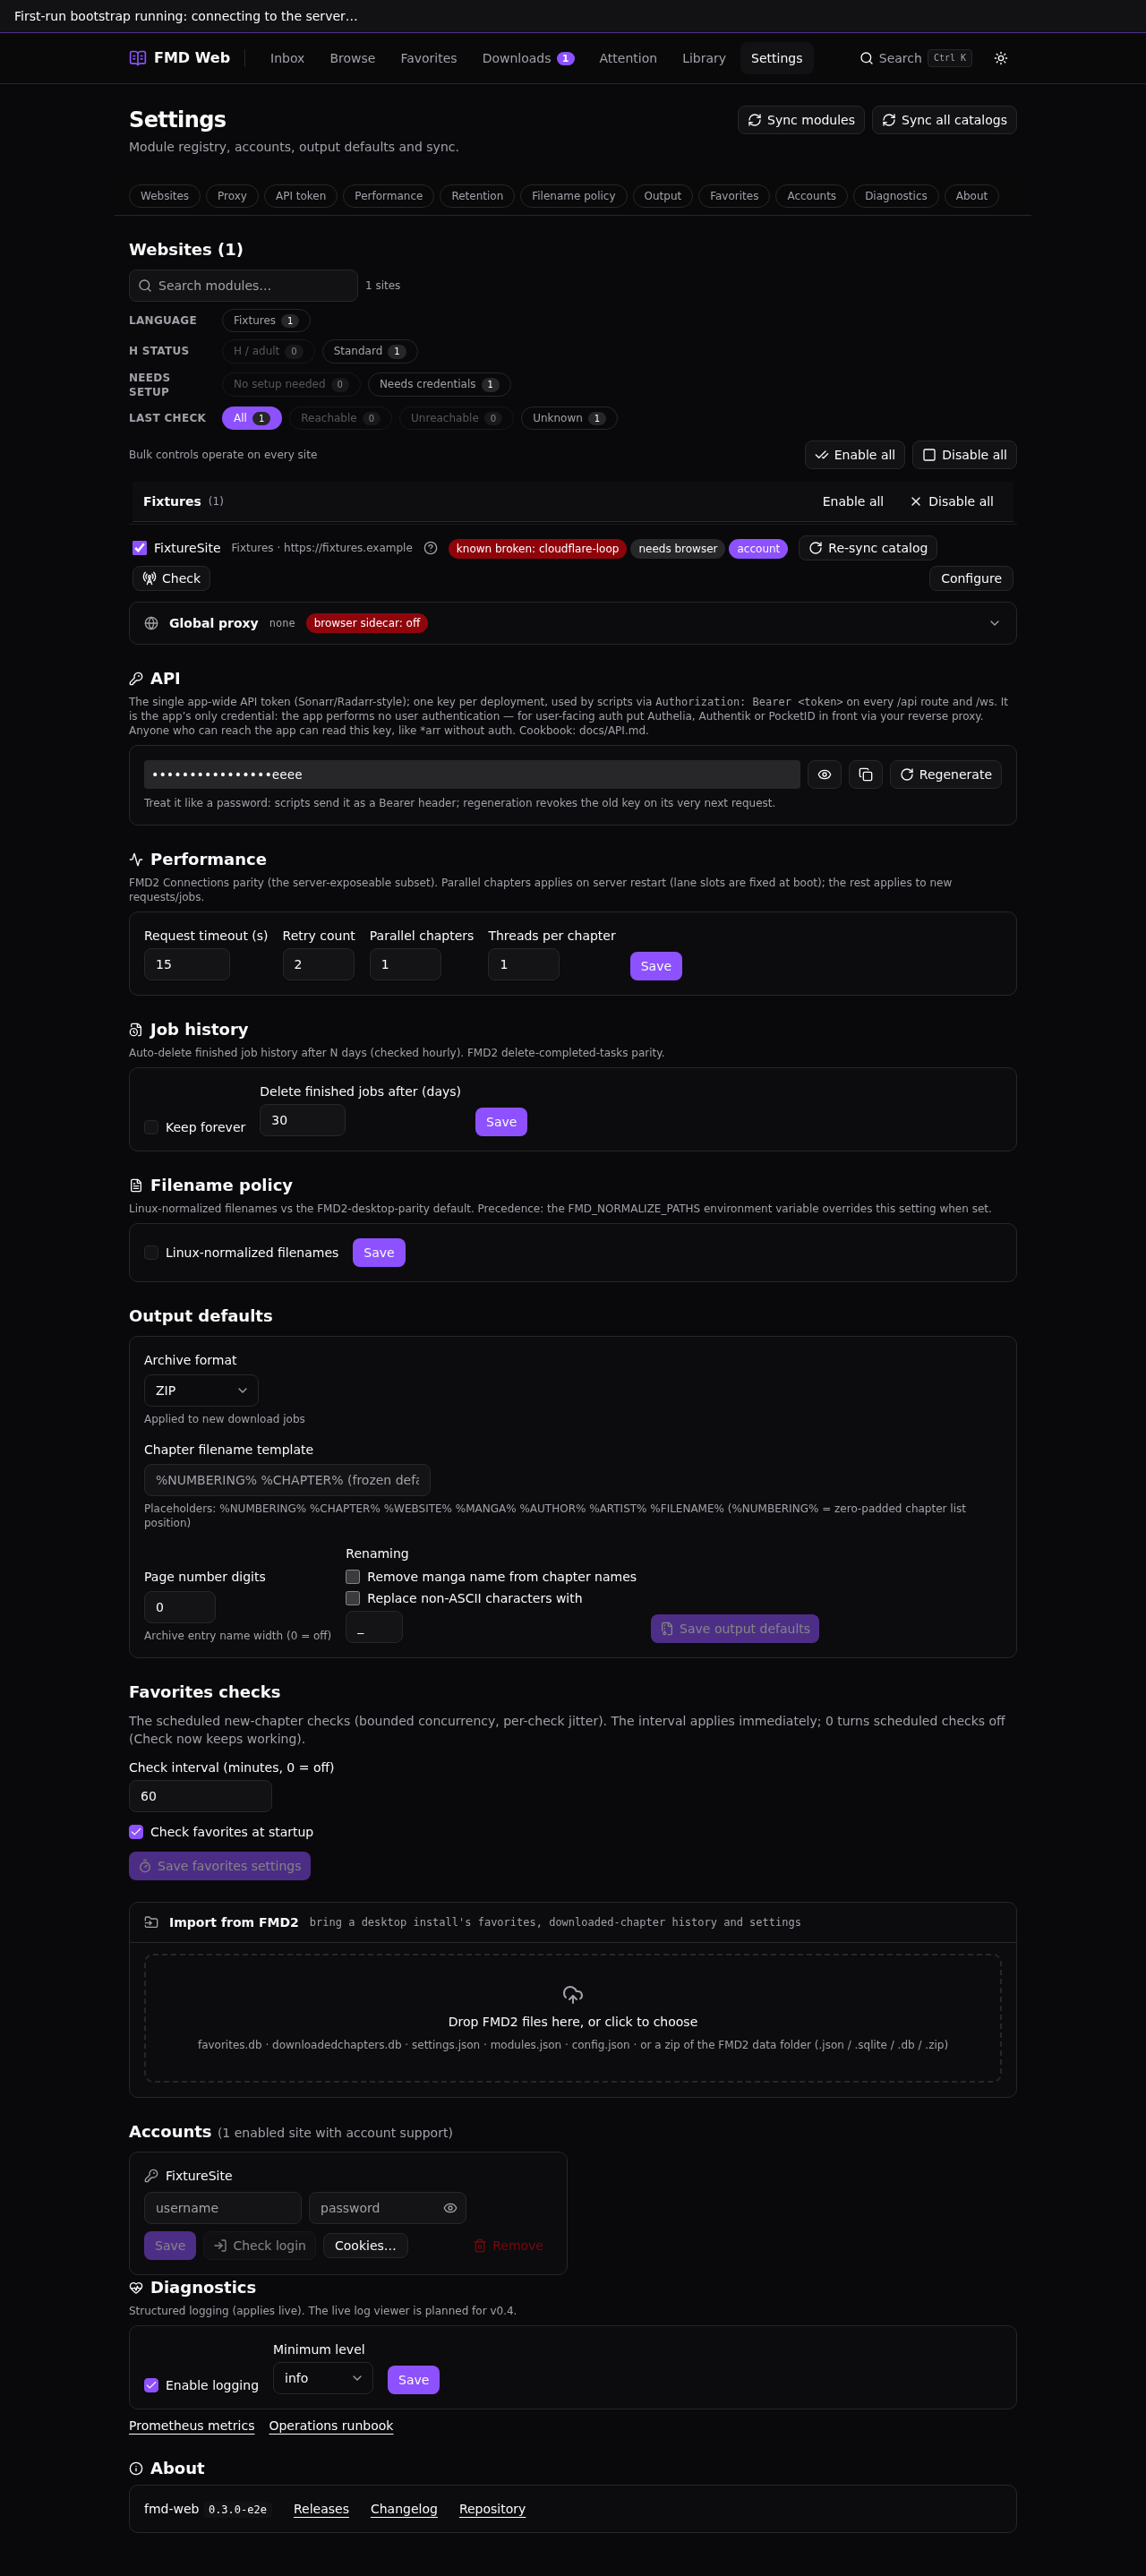 First-run bootstrap running: connecting to the server…
FMD Web Inbox Browse Favorites Downloads 1 Attention Library Settings Search Ctrl K
Settings
Sync modules Sync all catalogs
Module registry, accounts, output defaults and sync.
Websites Proxy API token Performance Retention Filename policy Output Favorites Accounts Diagnostics About
Websites (1)
Search modules… 1 sites
LANGUAGE Fixtures 1
H STATUS H / adult 0 Standard 1
NEEDS SETUP No setup needed 0 Needs credentials 1
LAST CHECK All 1 Reachable 0 Unreachable 0 Unknown 1
Bulk controls operate on every site Enable all Disable all
Fixtures (1) Enable all Disable all
FixtureSite Fixtures · https://fixtures.example known broken: cloudflare-loop needs browser account Re-sync catalog
Check Configure
Global proxy none browser sidecar: off
API
The single app-wide API token (Sonarr/Radarr-style); one key per deployment, used by scripts via Authorization: Bearer <token> on every /api route and /ws. It
is the app's only credential: the app performs no user authentication — for user-facing auth put Authelia, Authentik or PocketID in front via your reverse proxy.
Anyone who can reach the app can read this key, like *arr without auth. Cookbook: docs/API.md.
••••••••••••••••eeee Regenerate
Treat it like a password: scripts send it as a Bearer header; regeneration revokes the old key on its very next request.
Performance
FMD2 Connections parity (the server-exposeable subset). Parallel chapters applies on server restart (lane slots are fixed at boot); the rest applies to new
requests/jobs.
Request timeout (s) Retry count Parallel chapters Threads per chapter
15 2 1 1 Save
Job history
Auto-delete finished job history after N days (checked hourly). FMD2 delete-completed-tasks parity.
Delete finished jobs after (days)
Keep forever 30 Save
Filename policy
Linux-normalized filenames vs the FMD2-desktop-parity default. Precedence: the FMD_NORMALIZE_PATHS environment variable overrides this setting when set.
Linux-normalized filenames Save
Output defaults
Archive format
ZIP
Applied to new download jobs
Chapter filename template
%NUMBERING% %CHAPTER% (frozen defa
Placeholders: %NUMBERING% %CHAPTER% %WEBSITE% %MANGA% %AUTHOR% %ARTIST% %FILENAME% (%NUMBERING% = zero-padded chapter list
position)
Renaming
Page number digits Remove manga name from chapter names
0 Replace non-ASCII characters with
Archive entry name width (0 = off) _ Save output defaults
Favorites checks
The scheduled new-chapter checks (bounded concurrency, per-check jitter). The interval applies immediately; 0 turns scheduled checks off
(Check now keeps working).
Check interval (minutes, 0 = off)
60
Check favorites at startup
Save favorites settings
Import from FMD2 bring a desktop install's favorites, downloaded-chapter history and settings
Drop FMD2 files here, or click to choose
favorites.db · downloadedchapters.db · settings.json · modules.json · config.json · or a zip of the FMD2 data folder (.json / .sqlite / .db / .zip)
Accounts (1 enabled site with account support)
FixtureSite
username password
Save Check login Cookies… Remove
Diagnostics
Structured logging (applies live). The live log viewer is planned for v0.4.
Minimum level
Enable logging info Save
Prometheus metrics Operations runbook
About
fmd-web 0.3.0-e2e Releases Changelog Repository